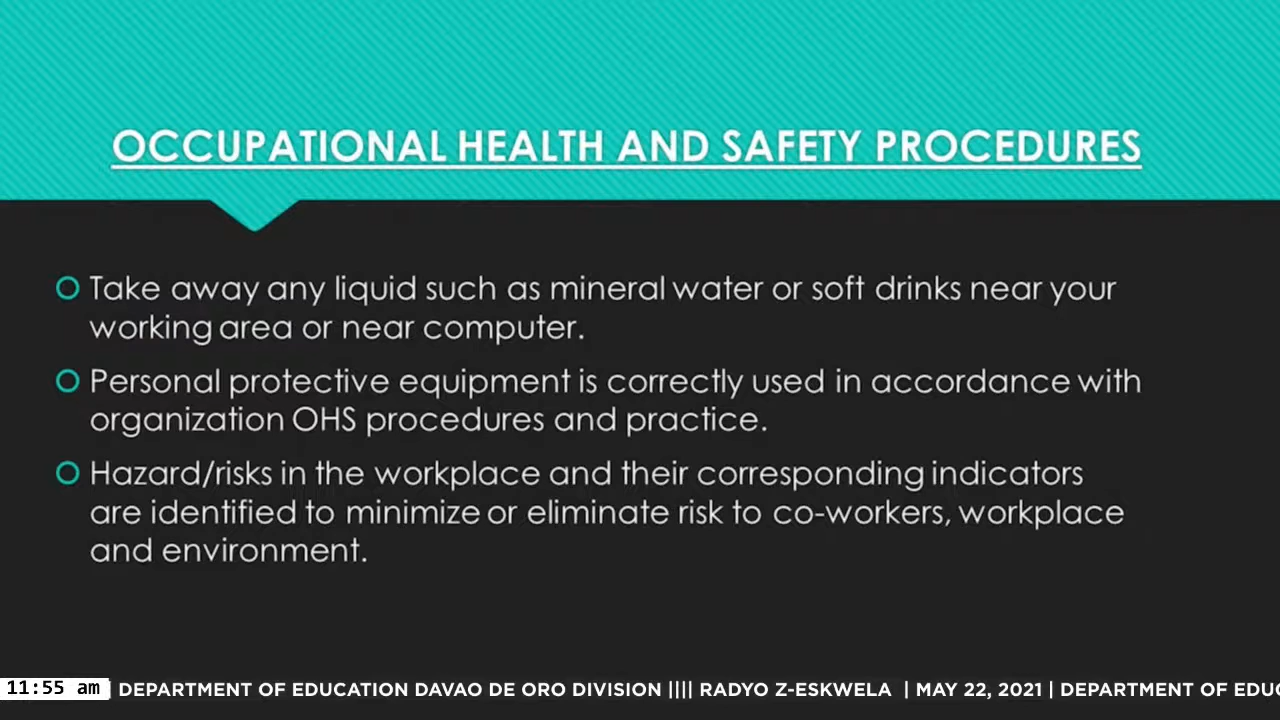 OCCUPATIONAL HEALTH AND SAFETY PROCEDURES
Take away any liquid such as mineral water or soft drinks near your
working area or near computer.
Personal protective equipment is correctly used in accordance with
organization OHS procedures and practice.
Hazard/risks in the workplace and their corresponding indicators
are identified to minimize or eliminate risk to co-workers, workplace
and environment.
11:55 am DEPARTMENT OF EDUCATION DAVAO DE ORO DIVISION |||| RADYO Z-ESKWELA | MAY 22, 2021 | DEPARTMENT OF EDUC